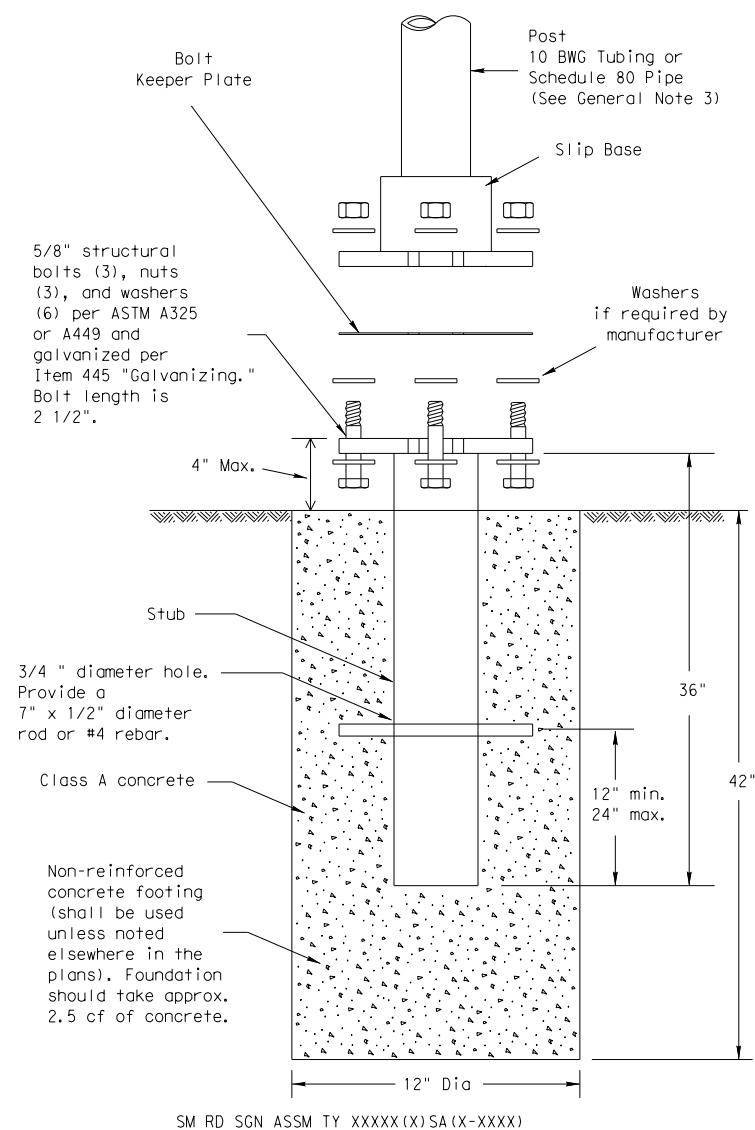 Bolt
Keeper Plate
Post
10 BWG Tubing or
Schedule 80 Pipe
(See General Note 3)
Slip Base
5/8" structural
bolts (3), nuts
(3), and washers
(6) per ASTM A325
or A449 and
galvanized per
Item 445 "Galvanizing."
Bolt length is
2 1/2".
Washers
if required by
manufacturer
4" Max.
Stub
3/4 " diameter hole.
Provide a
7" x 1/2" diameter
rod or #4 rebar.
36"
Class A concrete
12" min.
24" max.
42"
Non-reinforced
concrete footing
(shall be used
unless noted
elsewhere in the
plans). Foundation
should take approx.
2.5 cf of concrete.
12" Dia
SM RD SGN ASSM TY XXXXX(X)SA(X-XXXX)